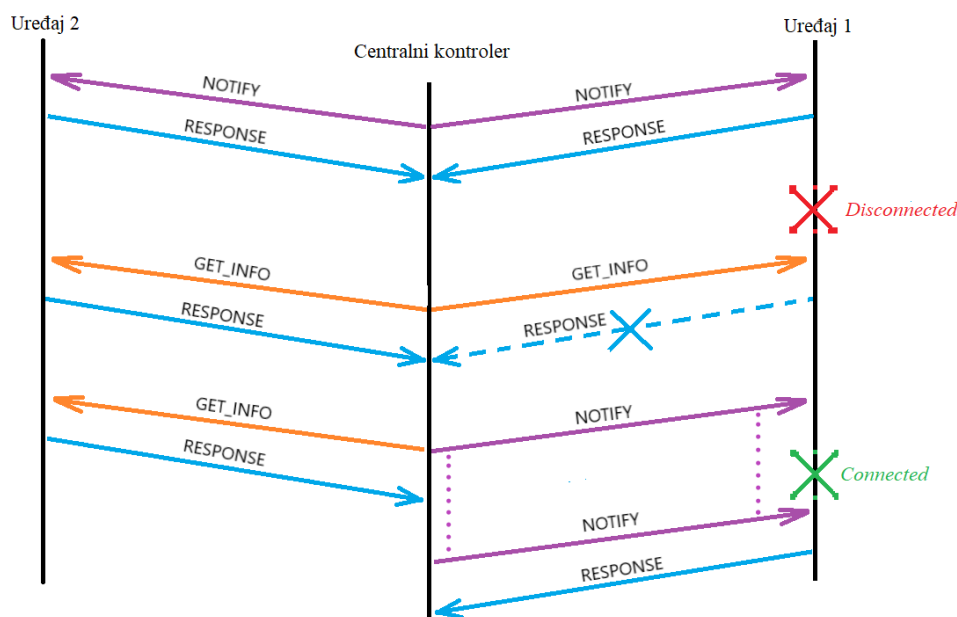 Uređaj 2
Uređaj 1
Centralni kontroler
NOTIFY
NOTIFY
RESPONSE
RESPONSE
Disconnected
GET_INFO
GET_INFO
RESPONSE
RESPONSE
GET_INFO
NOTIFY
RESPONSE
Connected
NOTIFY
RESPONSE